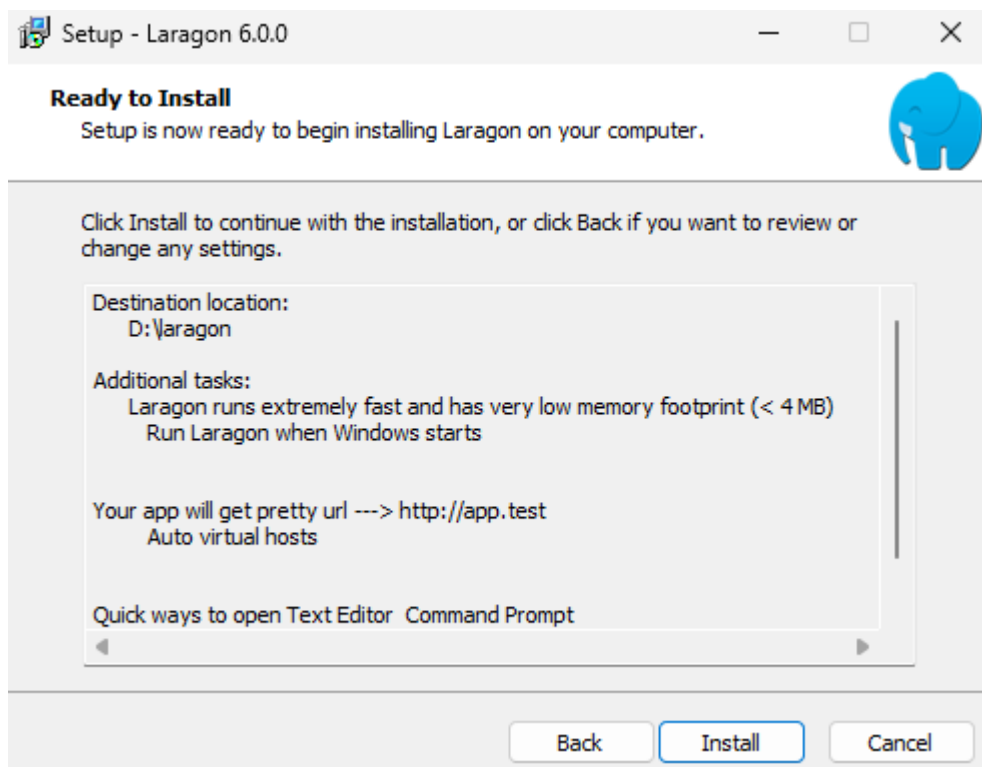 Setup - Laragon 6.0.0
Ready to Install
Setup is now ready to begin installing Laragon on your computer.
Click Install to continue with the installation, or click Back if you want to review or
change any settings.
Destination location:
D:\laragon
Additional tasks:
Laragon runs extremely fast and has very low memory footprint (< 4 MB)
Run Laragon when Windows starts
Your app will get pretty url ---> http://app.test
Auto virtual hosts
Quick ways to open Text Editor  Command Prompt
Back
Install
Cancel